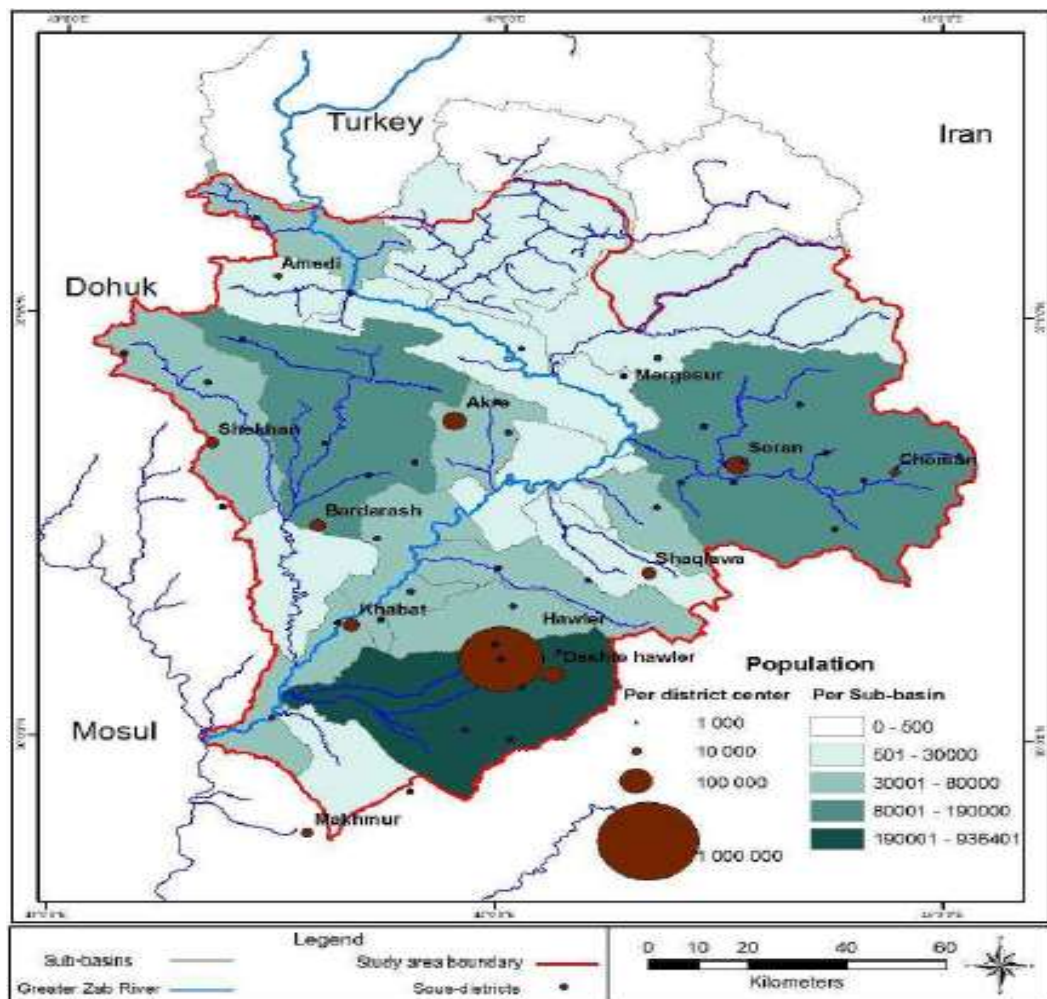 Turkey
Iran
Amedi
Dohuk
Mergasur
Akre
Shekhan
Soran
Choman
Bardarash
Shaqlawa
Khabat
Hawler
Dashte hawler
Mosul
Makhmur
Population
Per district center
1 000
10 000
100 000
1 000 000
Per Sub-basin
0 - 500
501 - 30000
30001 - 80000
80001 - 190000
190001 - 936401
Legend
Sub-basins
Study area boundary
Greater Zab River
Sous-districts
0 10 20 40 60
Kilometers